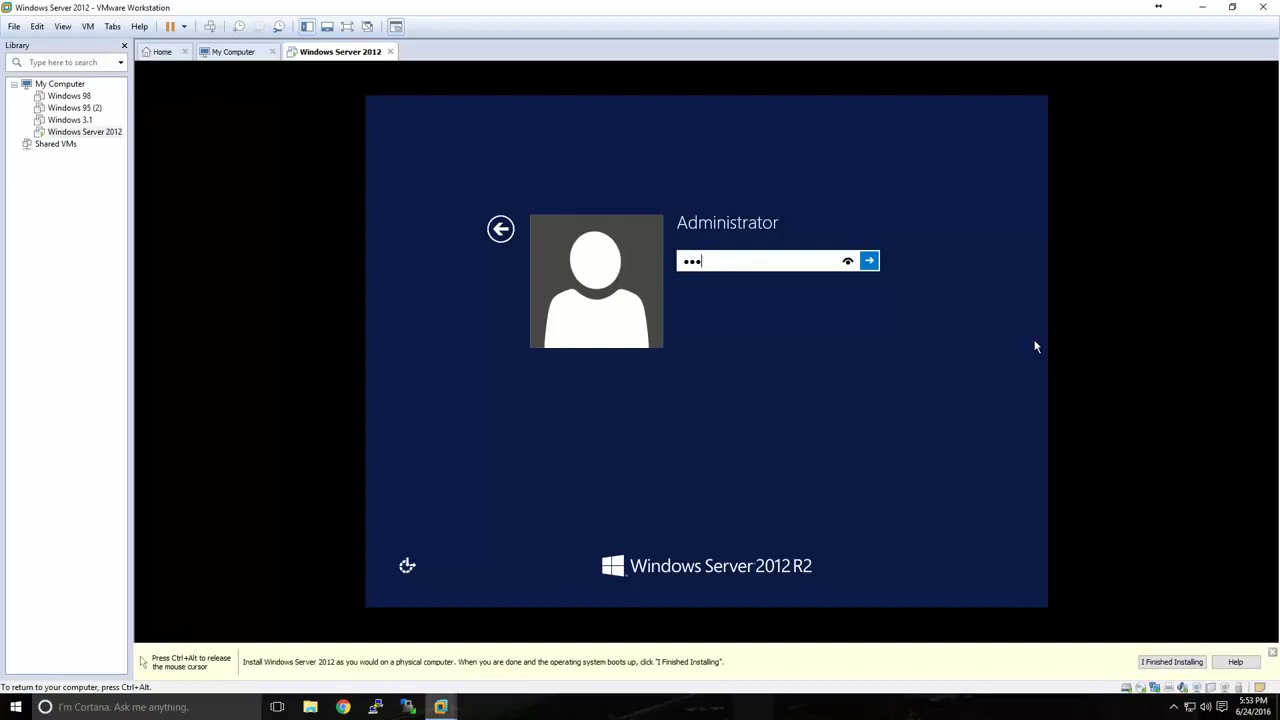 Windows Server 2012 - VMware Workstation
File Edit View VM Tabs Help
Library
Type here to search
My Computer
Windows 98
Windows 95 (2)
Windows 3.1
Windows Server 2012
Shared VMs
Home
My Computer
Windows Server 2012
Administrator
Windows Server 2012 R2
Press Ctrl+Alt to release
the mouse cursor
Install Windows Server 2012 as you would on a physical computer. When you are done and the operating system boots up, click "I Finished Installing".
I Finished Installing
Help
To return to your computer, press Ctrl+Alt.
I'm Cortana. Ask me anything.
5:53 PM
6/24/2016